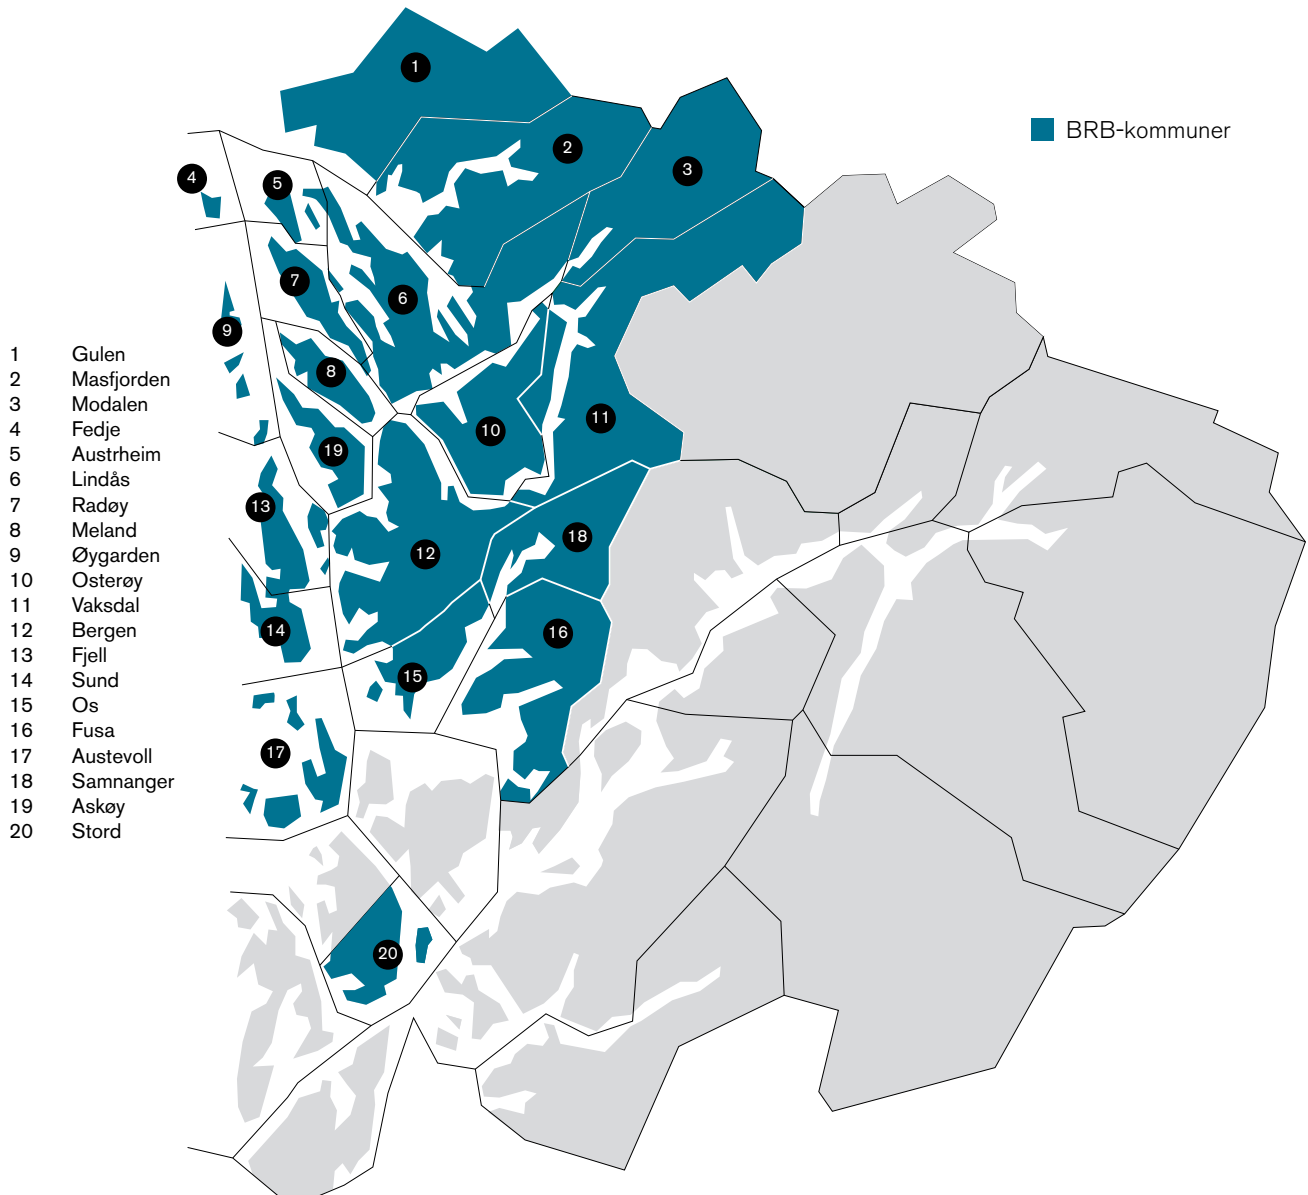 BRB-kommuner
1 Gulen
2 Masfjorden
3 Modalen
4 Fedje
5 Austrheim
6 Lindås
7 Radøy
8 Meland
9 Øygarden
10 Osterøy
11 Vaksdal
12 Bergen
13 Fjell
14 Sund
15 Os
16 Fusa
17 Austevoll
18 Samnanger
19 Askøy
20 Stord
1
2
3
4
5
7
6
9
8
11
10
19
13
18
12
14
16
15
17
20